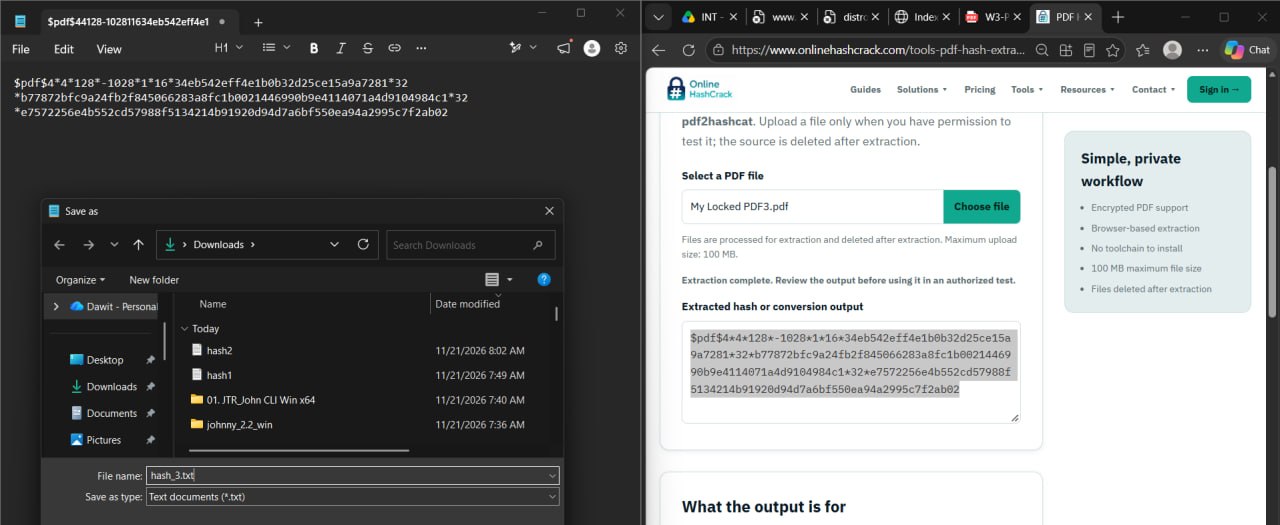 $pdf$44128-102811634eb542eff4e1
File
Edit
View
H1
B
I
S
$pdf$4*4*128*-1028*1*16*34eb542eff4e1b0b32d25ce15a9a7281*32
*b77872bfc9a24fb2f845066283a8fc1b0021446990b9e4114071a4d9104984c1*32
*e7572256e4b552cd57988f5134214b91920d94d7a6bf550ea94a2995c7f2ab02
Save as
Downloads
Search Downloads
Organize
New folder
Dawit - Personal
Name
Date modified
Today
hash2 11/21/2026 8:02 AM
hash1 11/21/2026 7:49 AM
01. JTR_John CLI Win x64 11/21/2026 7:40 AM
johnny_2.2_win 11/21/2026 7:36 AM
Desktop
Downloads
Documents
Pictures
File name: hash_3.txt
Save as type: Text documents (*.txt)
INT -
www.
distro
Index
W3-P
PDF H
https://www.onlinehashcrack.com/tools-pdf-hash-extra...
Chat
Online
HashCrack
Guides
Solutions
Pricing
Tools
Resources
Contact
Sign in →
pdf2hashcat. Upload a file only when you have permission to
test it; the source is deleted after extraction.
Select a PDF file
My Locked PDF3.pdf
Choose file
Files are processed for extraction and deleted after extraction. Maximum upload
size: 100 MB.
Extraction complete. Review the output before using it in an authorized test.
Extracted hash or conversion output
$pdf$4*4*128*-1028*1*16*34eb542eff4e1b0b32d25ce15a
9a7281*32*b77872bfc9a24fb2f845066283a8fc1b00214469
90b9e4114071a4d9104984c1*32*e7572256e4b552cd57988f
5134214b91920d94d7a6bf550ea94a2995c7f2ab02
What the output is for
Simple, private
workflow
• Encrypted PDF support
• Browser-based extraction
• No toolchain to install
• 100 MB maximum file size
• Files deleted after extraction